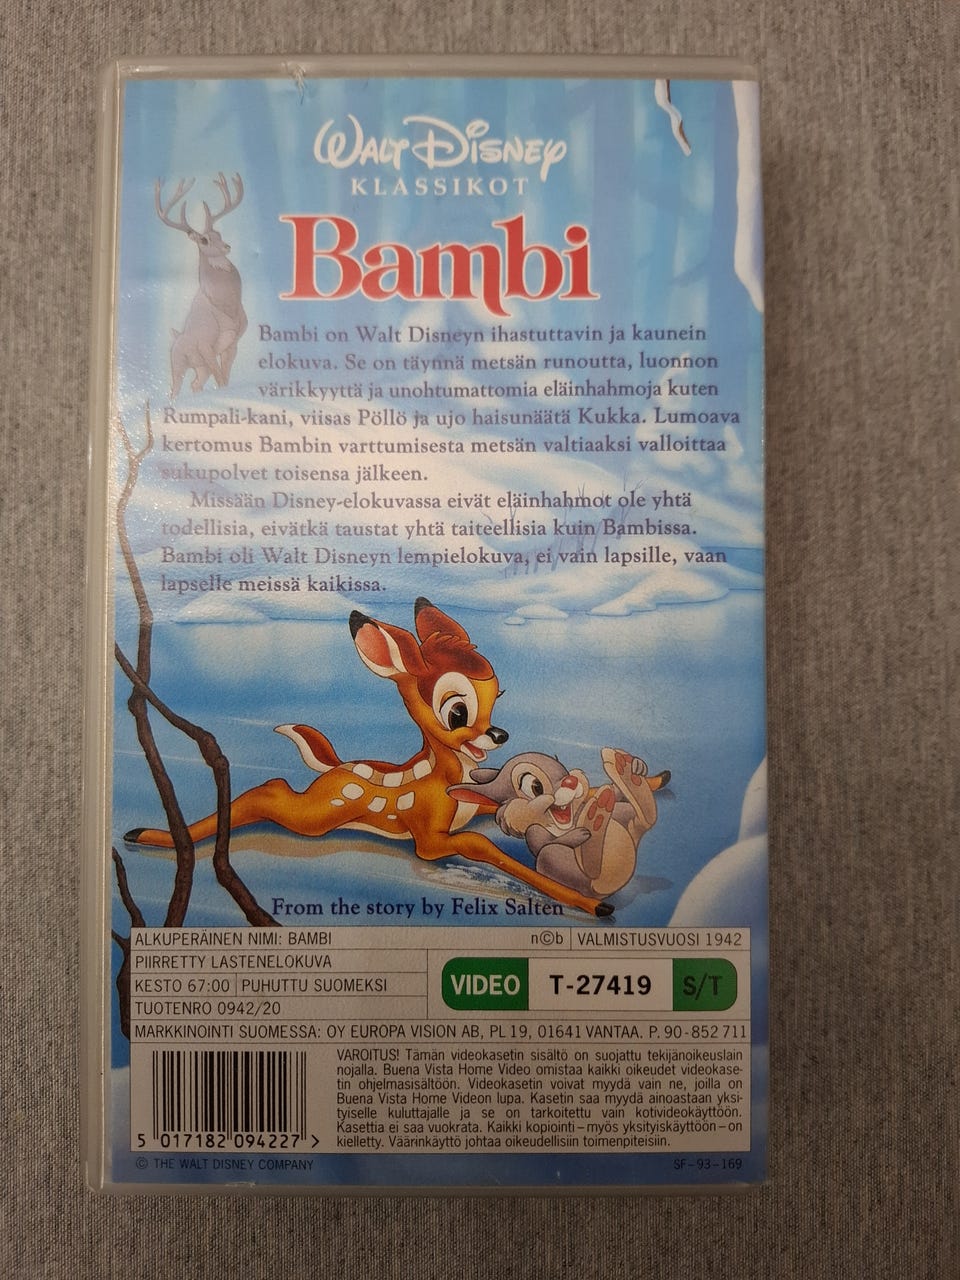 Walt Disney
KLASSIKOT
Bambi
Bambi on Walt Disneyn ihastuttavin ja kaunein
elokuva. Se on täynnä metsän runoutta, luonnon
värikkyyttä ja unohtumattomia eläinhahmoja kuten
Rumpali-kani, viisas Pöllö ja ujo haisunäätä Kukka. Lumoava
kertomus Bambin varttumisesta metsän valtiaaksi valloittaa
sukupolvet toisensa jälkeen.
Missään Disney-elokuvassa eivät eläinhahmot ole yhtä
todellisia, eivätkä taustat yhtä taiteellisia kuin Bambissa.
Bambi oli Walt Disneyn lempielokuva, ei vain lapsille, vaan
lapselle meissä kaikissa.
From the story by Felix Salten
ALKUPERÄINEN NIMI: BAMBI n©b VALMISTUSVUOSI 1942
PIIRRETTY LASTENELOKUVA
KESTO 67:00 PUHUTTU SUOMEKSI
TUOTENRO 0942/20
VIDEO T-27419 S/T
MARKKINOINTI SUOMESSA: OY EUROPA VISION AB, PL 19, 01641 VANTAA. P. 90-852 711
VAROITUS! Tämän videokasetin sisältö on suojattu tekijänoikeuslain
nojalla. Buena Vista Home Video omistaa kaikki oikeudet videokase-
tin ohjelmasisältöön. Videokasetin voivat myydä vain ne, joilla on
Buena Vista Home Videon lupa. Kasetin saa myydä ainoastaan yksi-
tyiselle kuluttajalle ja se on tarkoitettu vain kotivideokäyttöön.
Kasettia ei saa vuokrata. Kaikki kopiointi–myös yksityiskäyttöön–on
kielletty. Väärinkäyttö johtaa oikeudellisiin toimenpiteisiin.
5 017182 094227 >
© THE WALT DISNEY COMPANY SF-93-169